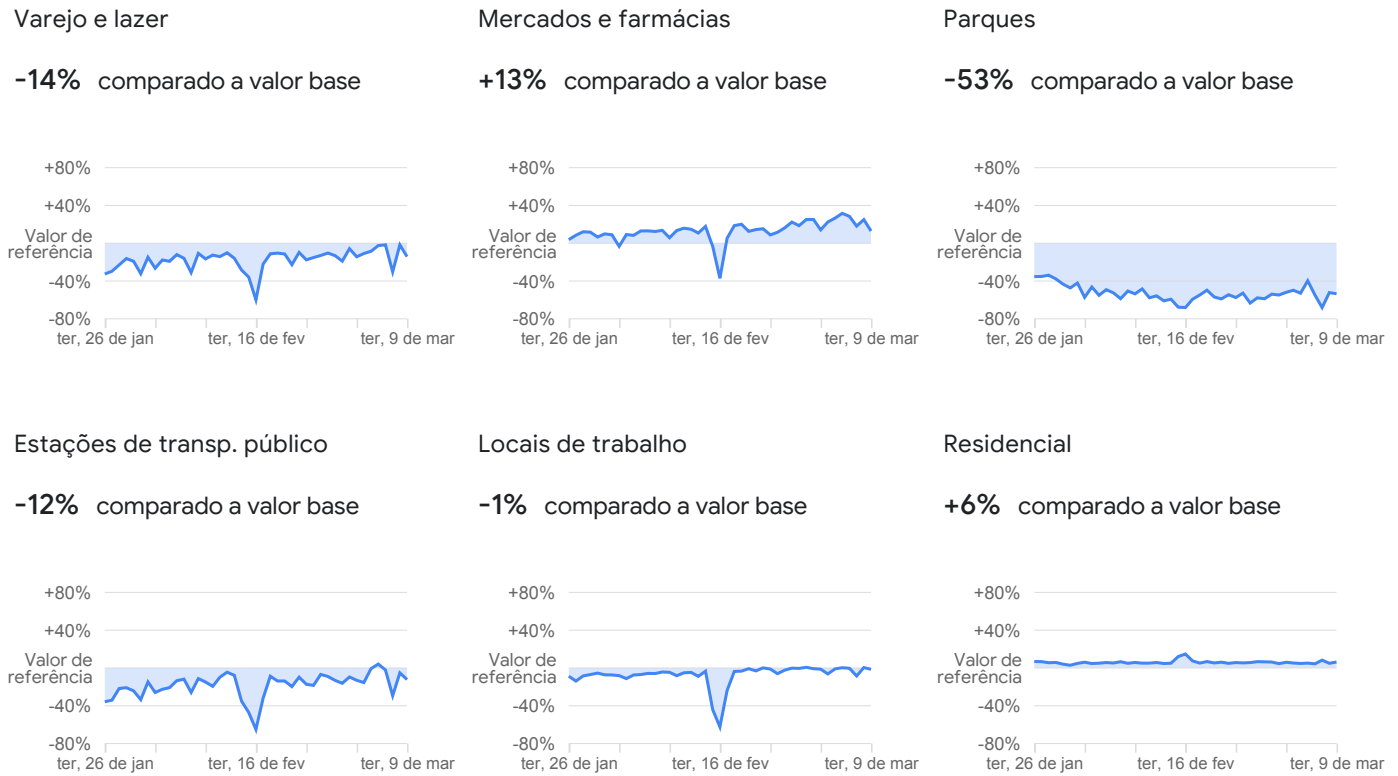 Varejo e lazer
-14% comparado a valor base
+80%
+40%
Valor de
referência
-40%
-80%
ter, 26 de jan
ter, 16 de fev
ter, 9 de mar
Mercados e farmácias
+13% comparado a valor base
+80%
+40%
Valor de
referência
-40%
-80%
ter, 26 de jan
ter, 16 de fev
ter, 9 de mar
Parques
-53% comparado a valor base
+80%
+40%
Valor de
referência
-40%
-80%
ter, 26 de jan
ter, 16 de fev
ter, 9 de mar
Estações de transp. público
-12% comparado a valor base
+80%
+40%
Valor de
referência
-40%
-80%
ter, 26 de jan
ter, 16 de fev
ter, 9 de mar
Locais de trabalho
-1% comparado a valor base
+80%
+40%
Valor de
referência
-40%
-80%
ter, 26 de jan
ter, 16 de fev
ter, 9 de mar
Residencial
+6% comparado a valor base
+80%
+40%
Valor de
referência
-40%
-80%
ter, 26 de jan
ter, 16 de fev
ter, 9 de mar